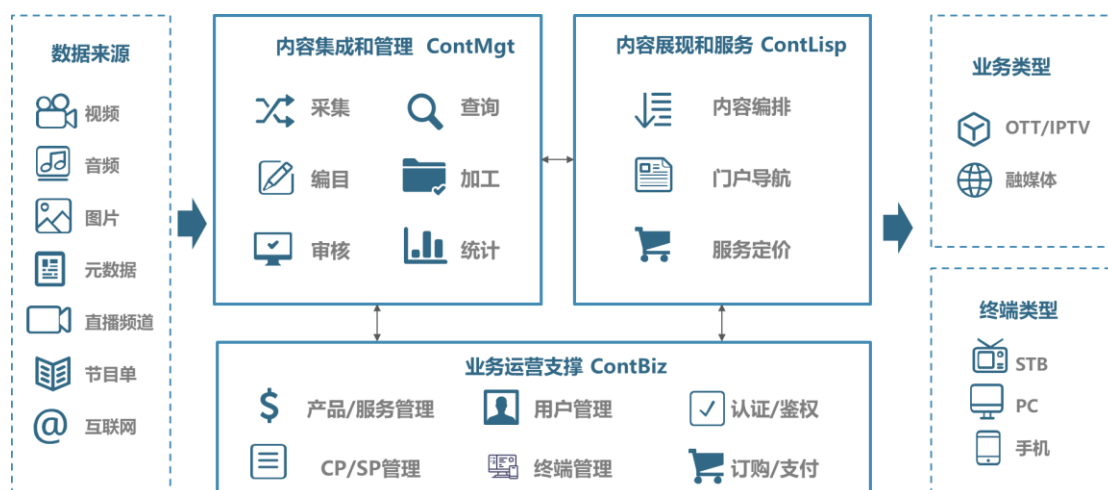 数据来源
视频
音频
图片
元数据
直播频道
节目单
@ 互联网
内容集成和管理 ContMgt
采集
查询
编目
加工
审核
统计
内容展现和服务 ContLisp
内容编排
门户导航
服务定价
业务运营支撑 ContBiz
$ 产品/服务管理
用户管理
认证/鉴权
CP/SP管理
终端管理
订购/支付
业务类型
OTT/IPTV
融媒体
终端类型
STB
PC
手机